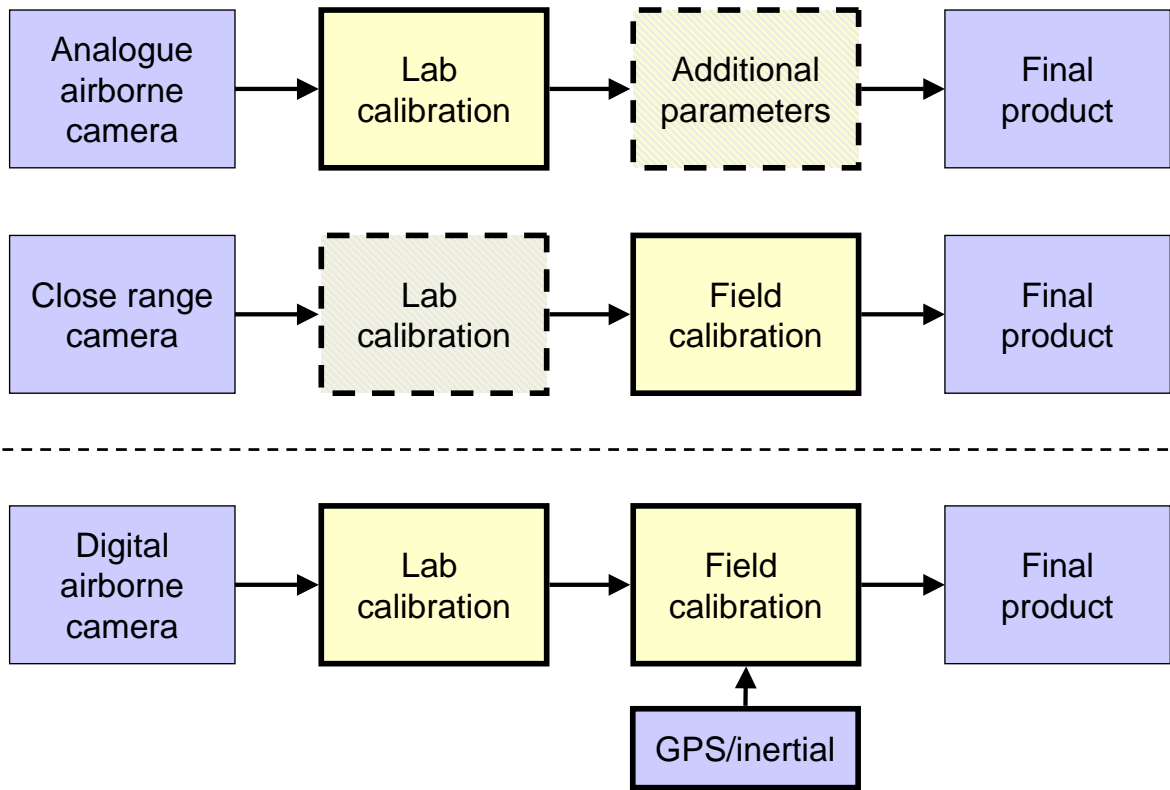 Analogue
airborne
camera
Lab
calibration
Additional
parameters
Final
product
Close range
camera
Lab
calibration
Field
calibration
Final
product
Digital
airborne
camera
Lab
calibration
Field
calibration
Final
product
GPS/inertial